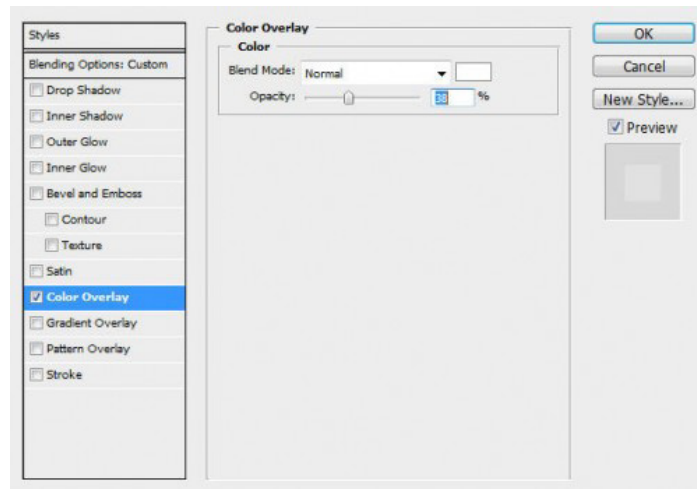 Styles
Blending Options: Custom
Drop Shadow
Inner Shadow
Outer Glow
Inner Glow
Bevel and Emboss
Contour
Texture
Satin
Color Overlay
Gradient Overlay
Pattern Overlay
Stroke
Color Overlay
Color
Blend Mode: Normal
Opacity: 38 %
OK
Cancel
New Style...
Preview